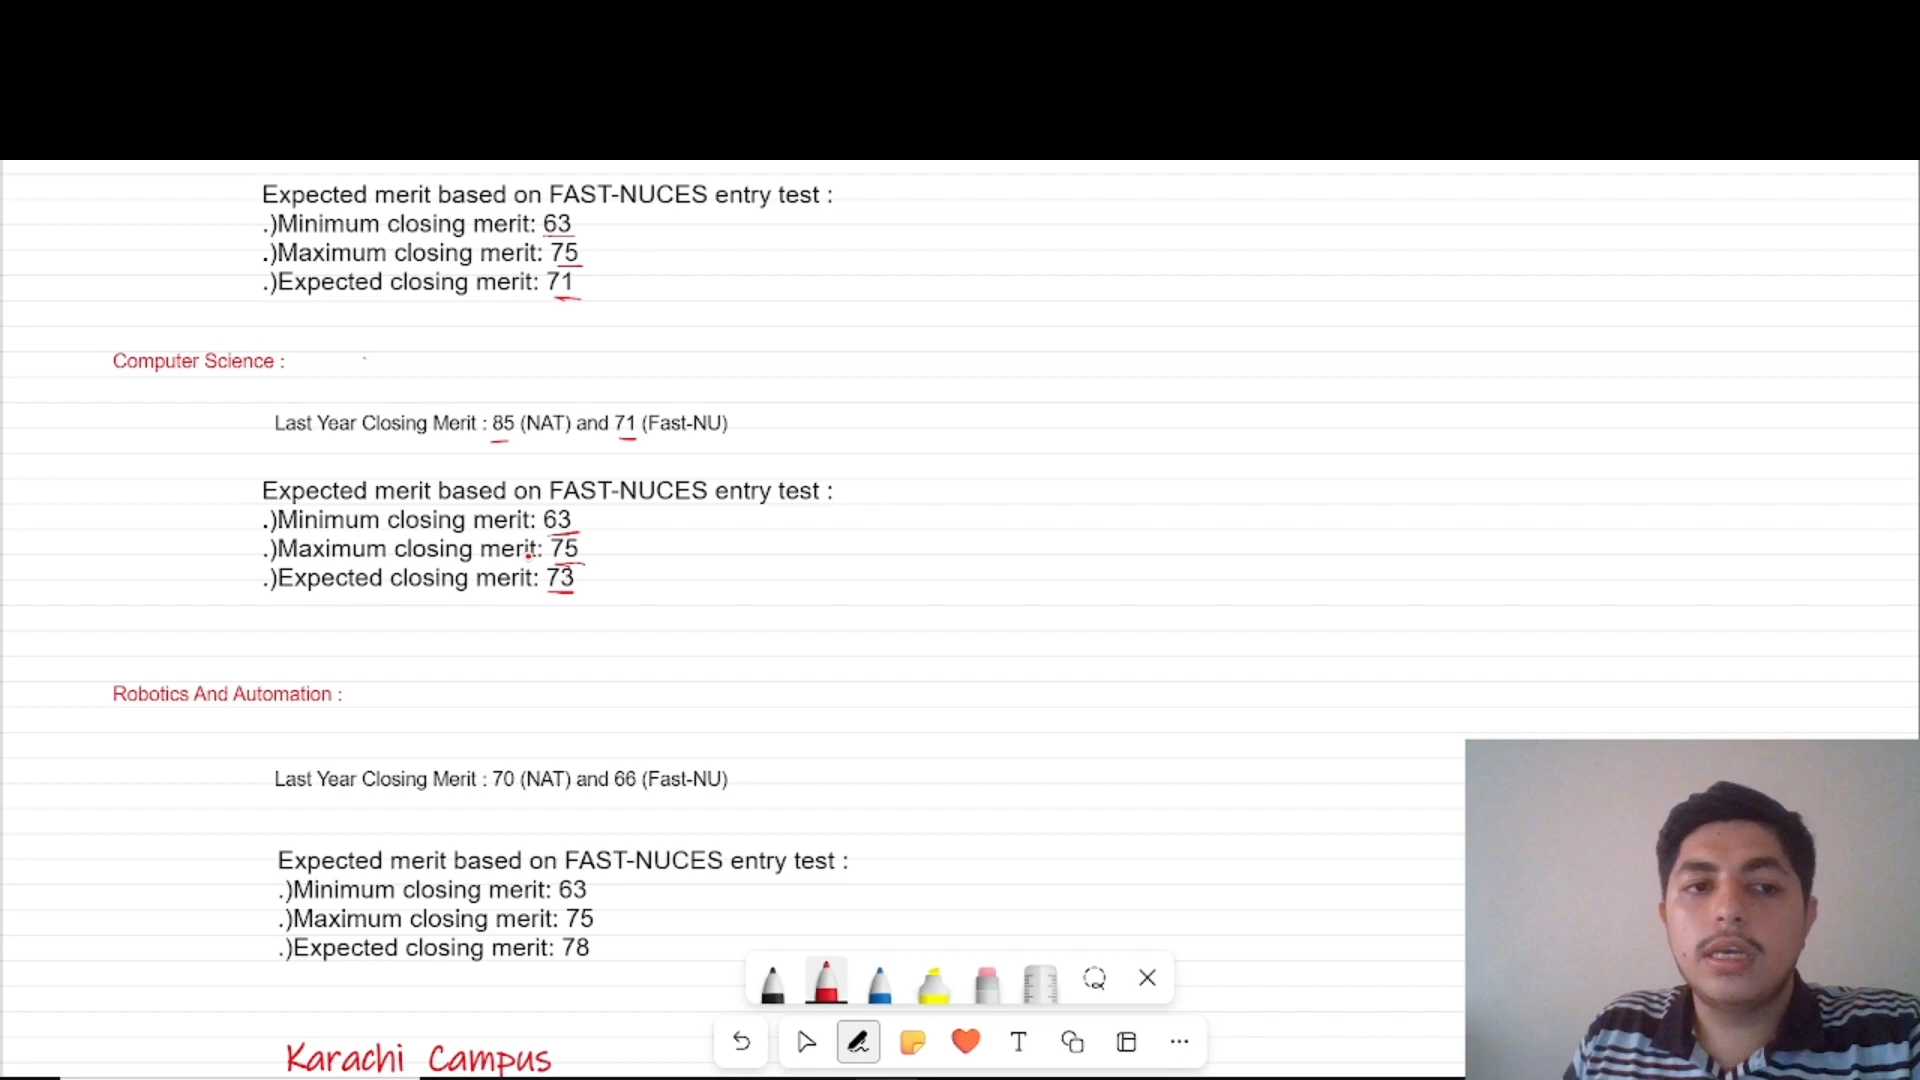 Expected merit based on FAST-NUCES entry test :
.)Minimum closing merit: 63
.)Maximum closing merit: 75
.)Expected closing merit: 71
Computer Science :
Last Year Closing Merit : 85 (NAT) and 71 (Fast-NU)
Expected merit based on FAST-NUCES entry test :
.)Minimum closing merit: 63
.)Maximum closing merit: 75
.)Expected closing merit: 73
Robotics And Automation :
Last Year Closing Merit : 70 (NAT) and 66 (Fast-NU)
Expected merit based on FAST-NUCES entry test :
.)Minimum closing merit: 63
.)Maximum closing merit: 75
.)Expected closing merit: 78
Karachi Campus